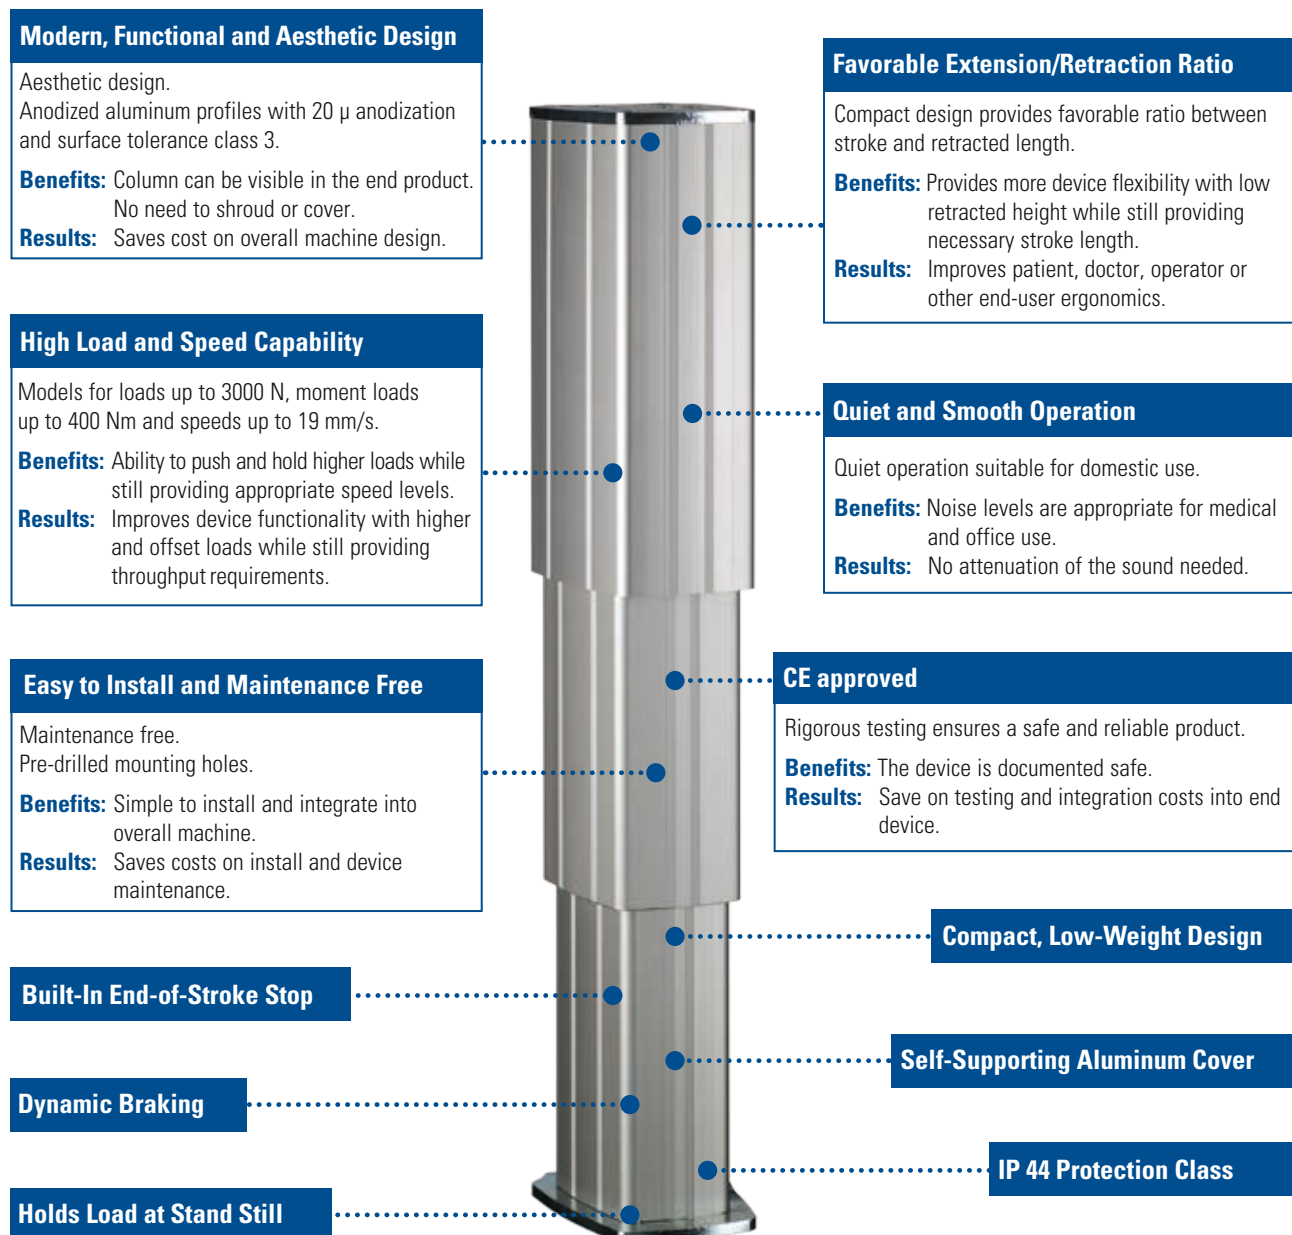 Modern, Functional and Aesthetic Design
Aesthetic design.
Anodized aluminum profiles with 20 µ anodization
and surface tolerance class 3.
Benefits: Column can be visible in the end product.
No need to shroud or cover.
Results: Saves cost on overall machine design.
High Load and Speed Capability
Models for loads up to 3000 N, moment loads
up to 400 Nm and speeds up to 19 mm/s.
Benefits: Ability to push and hold higher loads while
still providing appropriate speed levels.
Results: Improves device functionality with higher
and offset loads while still providing
throughput requirements.
Easy to Install and Maintenance Free
Maintenance free.
Pre-drilled mounting holes.
Benefits: Simple to install and integrate into
overall machine.
Results: Saves costs on install and device
maintenance.
Built-In End-of-Stroke Stop
Dynamic Braking
Holds Load at Stand Still
Favorable Extension/Retraction Ratio
Compact design provides favorable ratio between
stroke and retracted length.
Benefits: Provides more device flexibility with low
retracted height while still providing
necessary stroke length.
Results: Improves patient, doctor, operator or
other end-user ergonomics.
Quiet and Smooth Operation
Quiet operation suitable for domestic use.
Benefits: Noise levels are appropriate for medical
and office use.
Results: No attenuation of the sound needed.
CE approved
Rigorous testing ensures a safe and reliable product.
Benefits: The device is documented safe.
Results: Save on testing and integration costs into end
device.
Compact, Low-Weight Design
Self-Supporting Aluminum Cover
IP 44 Protection Class